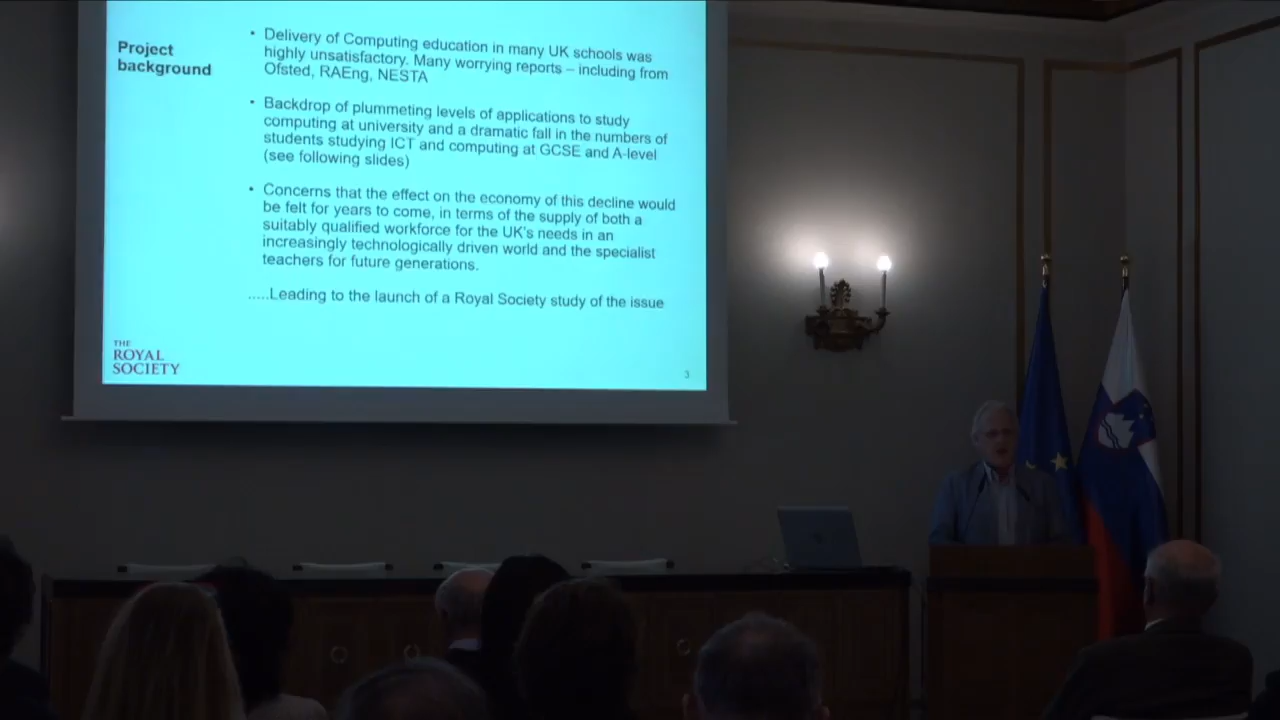 Project
background
• Delivery of Computing education in many UK schools was
highly unsatisfactory. Many worrying reports – including from
Ofsted, RAEng, NESTA
• Backdrop of plummeting levels of applications to study
computing at university and a dramatic fall in the numbers of
students studying ICT and computing at GCSE and A-level
(see following slides)
• Concerns that the effect on the economy of this decline would
be felt for years to come, in terms of the supply of both a
suitably qualified workforce for the UK's needs in an
increasingly technologically driven world and the specialist
teachers for future generations.
.....Leading to the launch of a Royal Society study of the issue
THE
ROYAL
SOCIETY
3